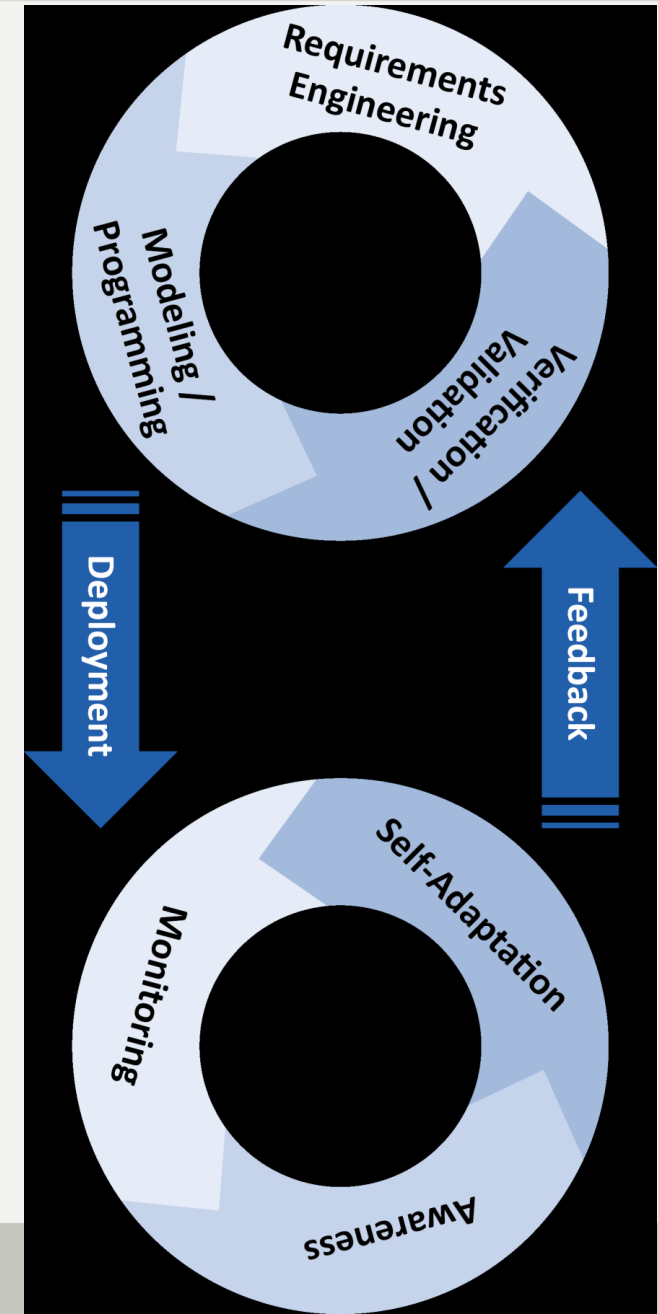 Requirements
Engineering
Modeling /
Programming
Verification /
Validation
Deployment
Feedback
Self-Adaptation
Monitoring
Awareness